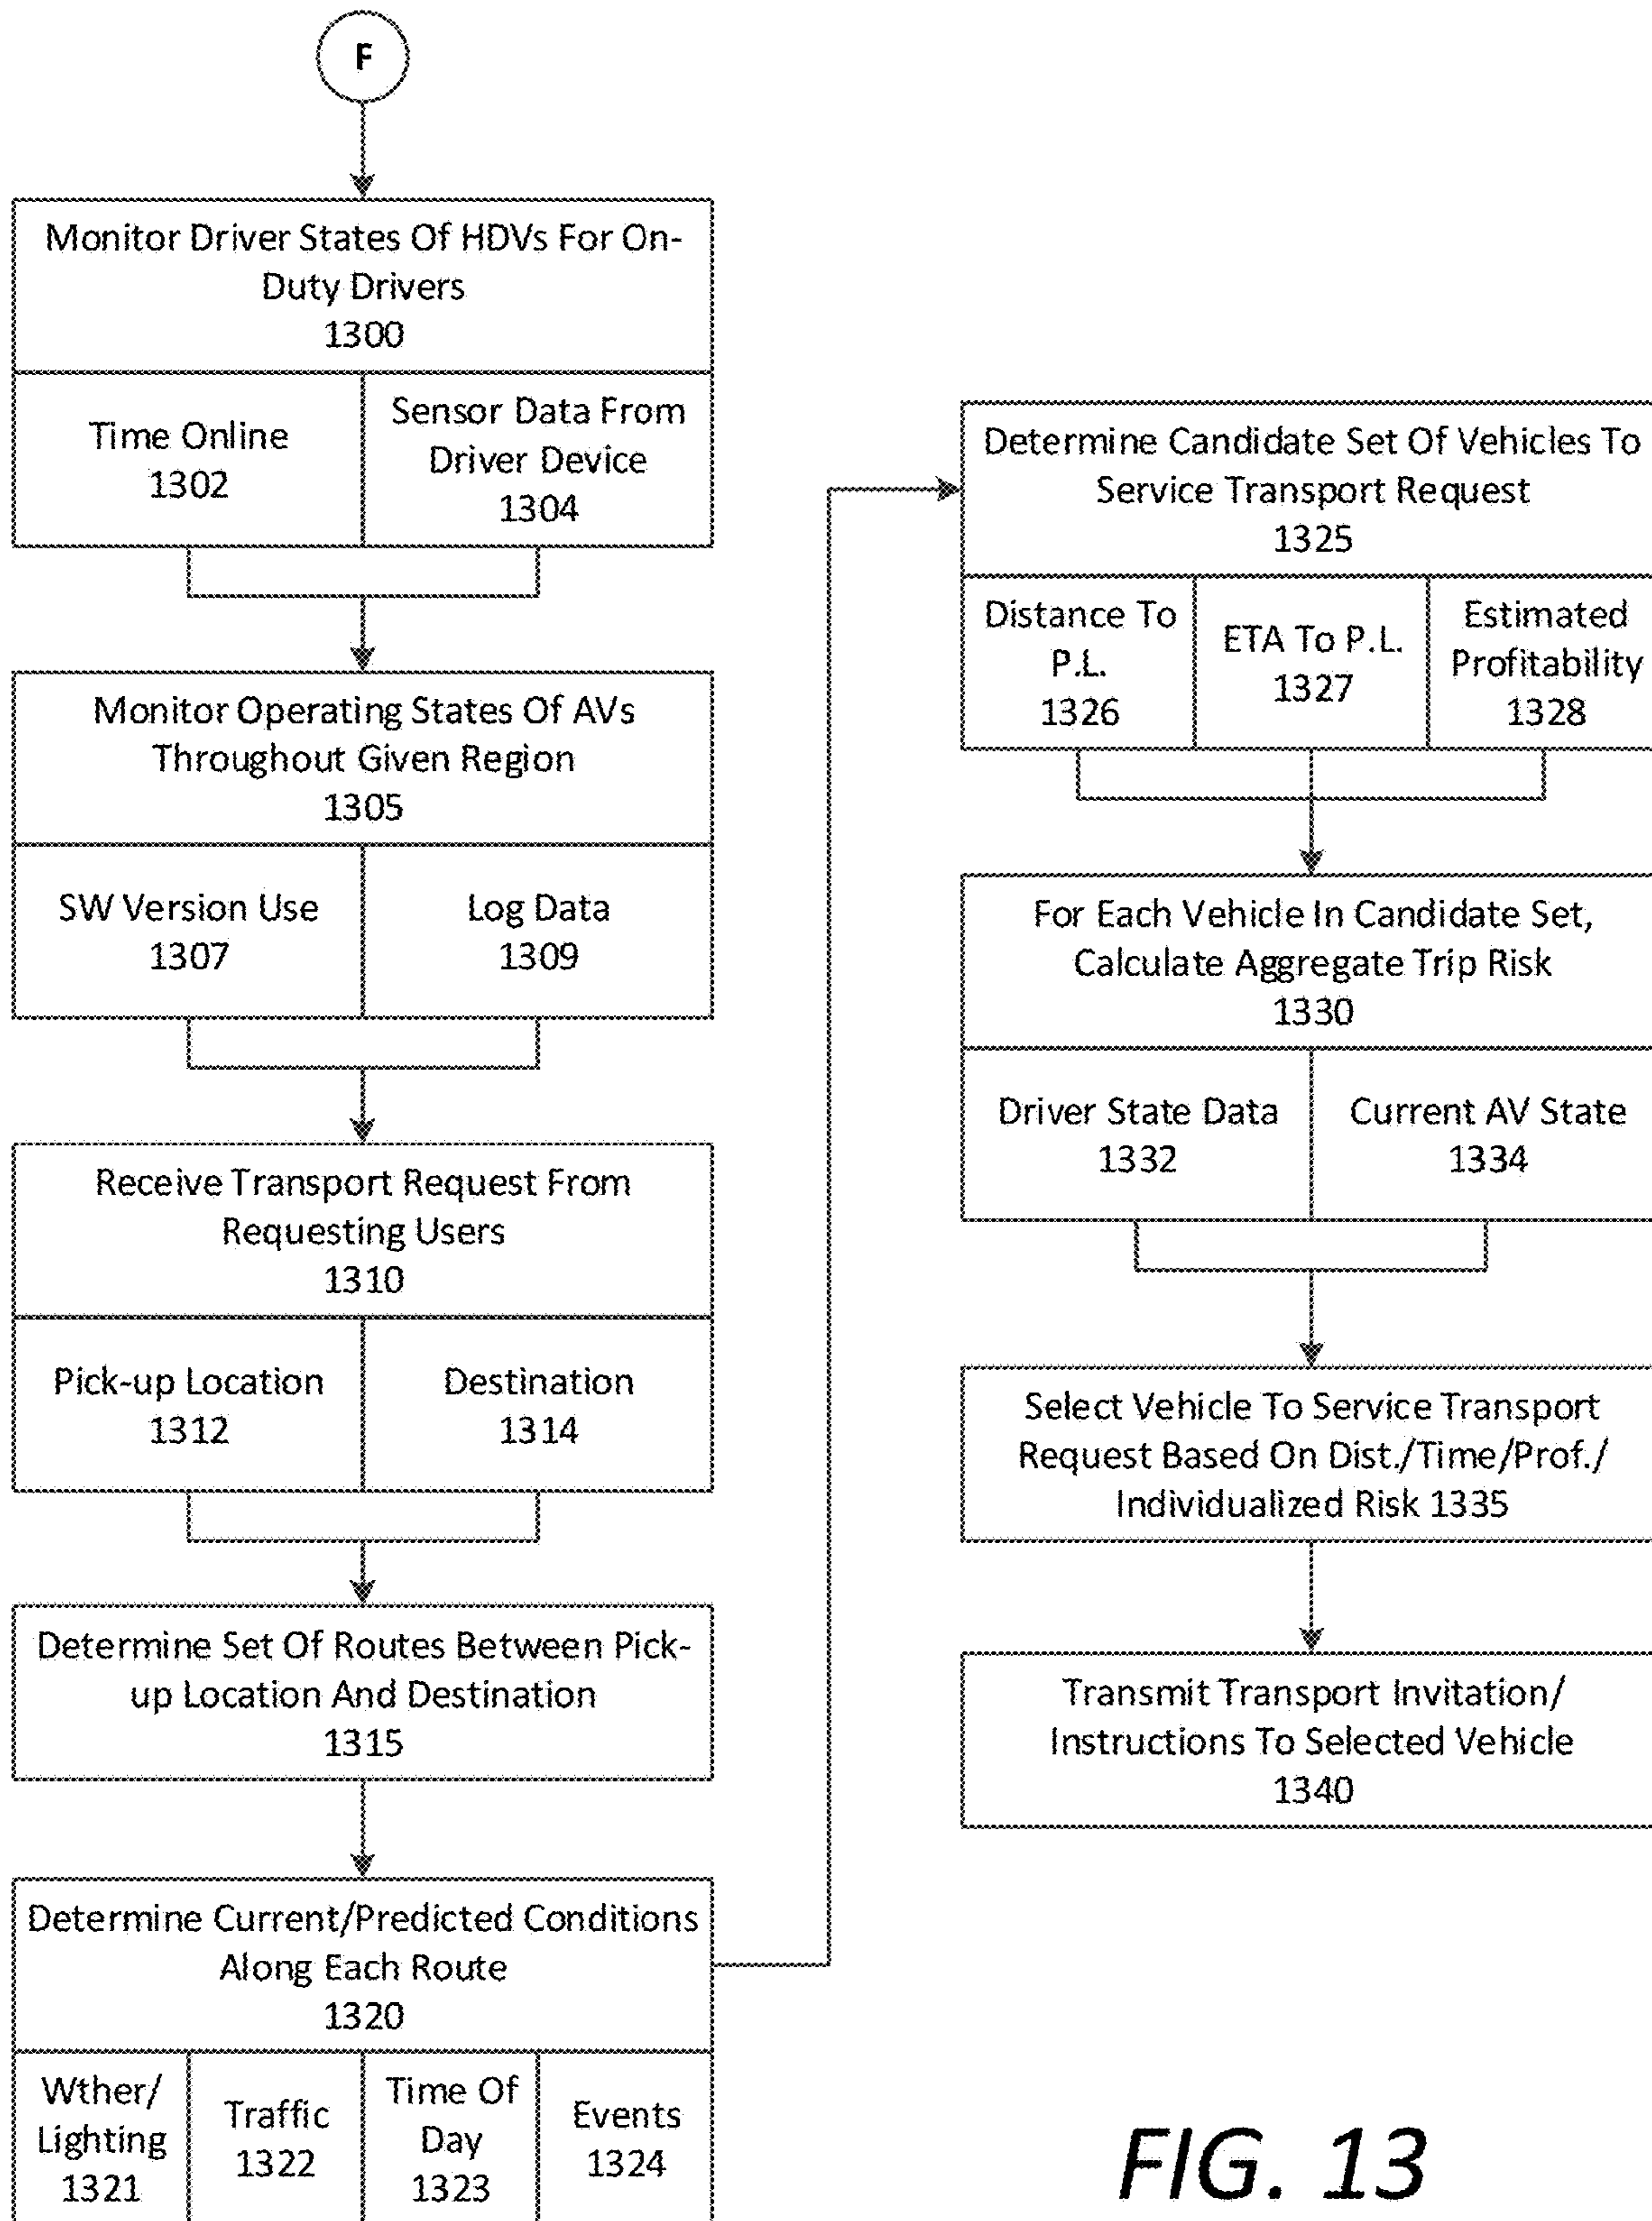 F
Monitor Driver States Of HDVs For On-
Duty Drivers
1300
Time Online
1302
Sensor Data From
Driver Device
1304
Monitor Operating States Of AVs
Throughout Given Region
1305
SW Version Use
1307
Log Data
1309
Receive Transport Request From
Requesting Users
1310
Pick-up Location
1312
Destination
1314
Determine Set Of Routes Between Pick-
up Location And Destination
1315
Determine Current/Predicted Conditions
Along Each Route
1320
Wther/
Lighting
1321
Traffic
1322
Time Of
Day
1323
Events
1324
Determine Candidate Set Of Vehicles To
Service Transport Request
1325
Distance To
P.L.
1326
ETA To P.L.
1327
Estimated
Profitability
1328
For Each Vehicle In Candidate Set,
Calculate Aggregate Trip Risk
1330
Driver State Data
1332
Current AV State
1334
Select Vehicle To Service Transport
Request Based On Dist./Time/Prof./
Individualized Risk 1335
Transmit Transport Invitation/
Instructions To Selected Vehicle
1340
FIG. 13